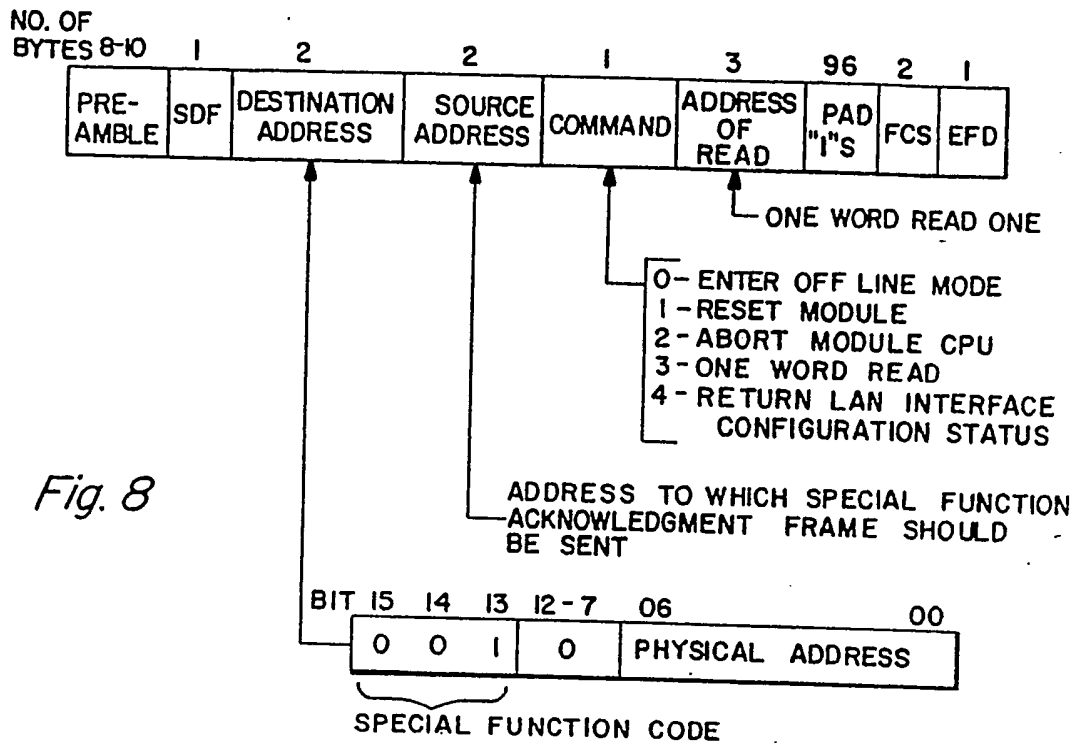 NO. OF
BYTES 8-10 1 2 2 1 3 96 2 1
PRE-
AMBLE
SDF
DESTINATION
ADDRESS
SOURCE
ADDRESS
COMMAND
ADDRESS
OF
READ
PAD
"1"S
FCS
EFD
ONE WORD READ ONE
0- ENTER OFF LINE MODE
1 - RESET MODULE
2 - ABORT MODULE CPU
3 - ONE WORD READ
4 - RETURN LAN INTERFACE
CONFIGURATION STATUS
Fig. 8
ADDRESS TO WHICH SPECIAL FUNCTION
ACKNOWLEDGMENT FRAME SHOULD
BE SENT
BIT 15 14 13 12-7 06 00
0 0 1 0 PHYSICAL ADDRESS
SPECIAL FUNCTION CODE